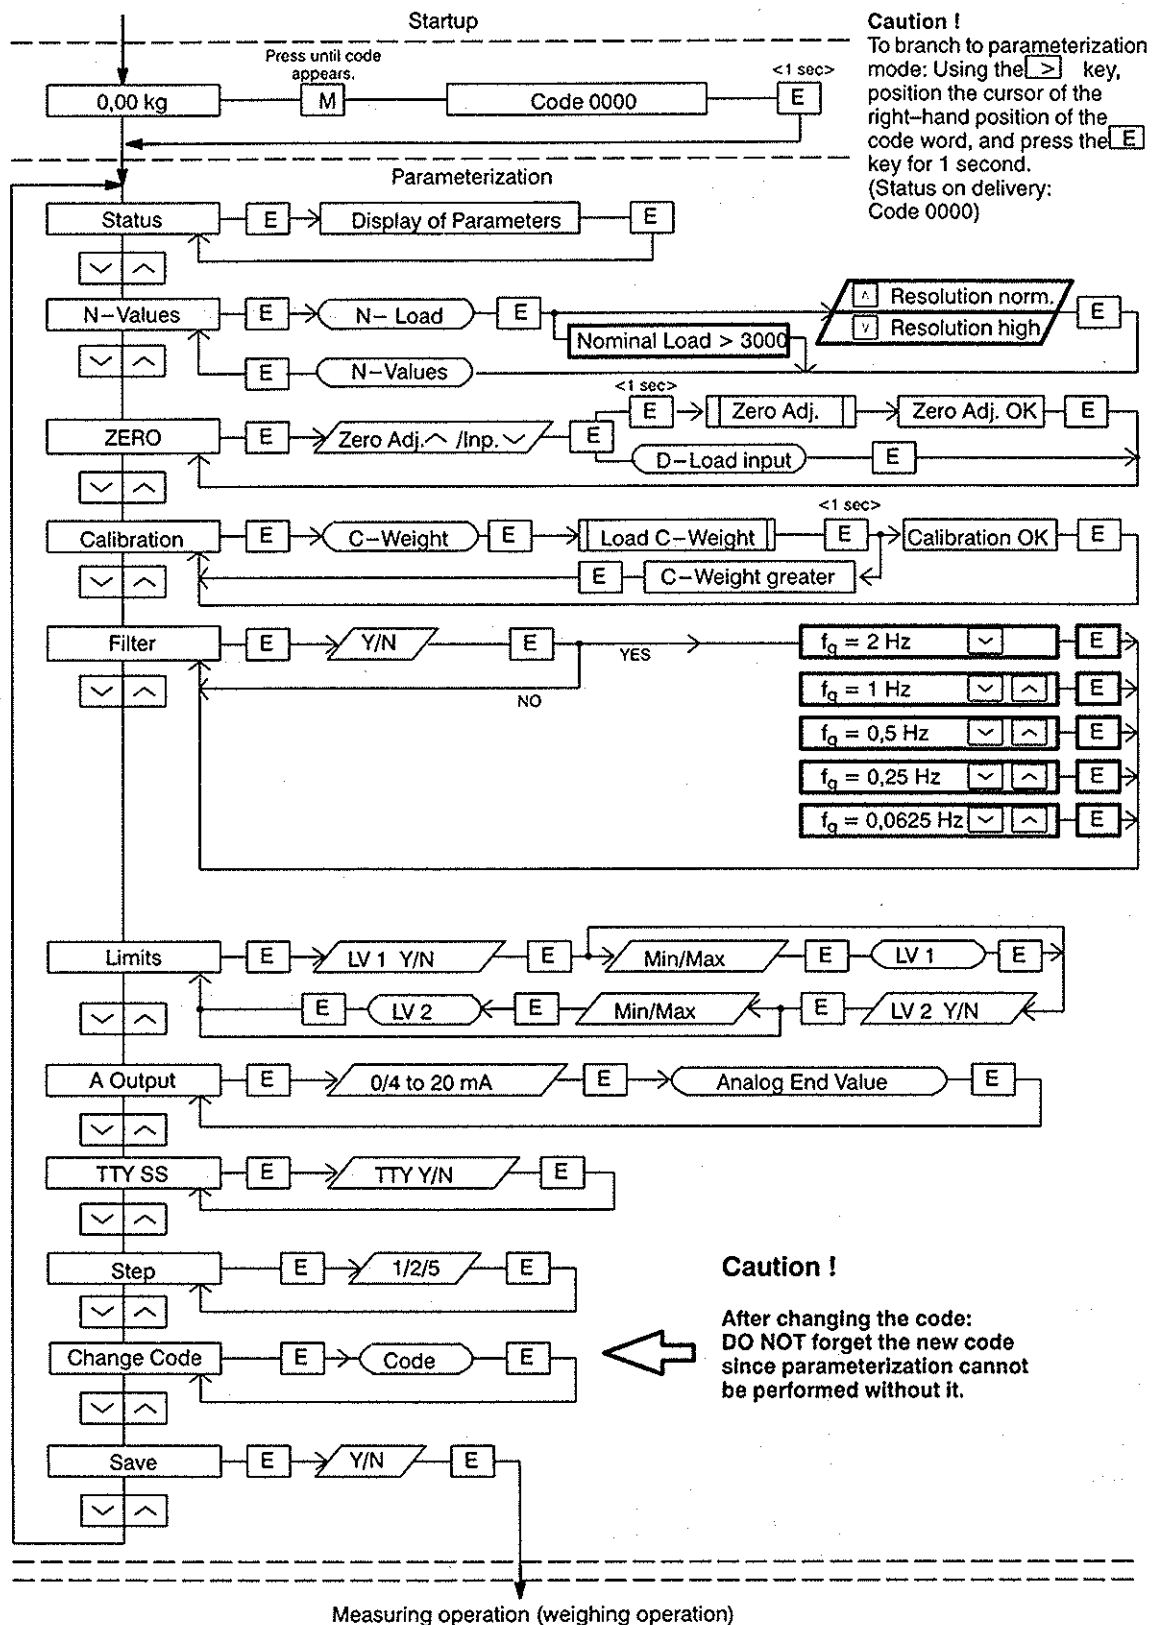 Startup
Caution !
To branch to parameterization
mode: Using the > key,
position the cursor of the
right–hand position of the
code word, and press the E
key for 1 second.
(Status on delivery:
Code 0000)
Press until code
appears.
<1 sec>
0,00 kg M Code 0000 E
Parameterization
Status E Display of Parameters E
N–Values E N– Load E ∧ Resolution norm. E
∨ Resolution high
Nominal Load > 3000
E N–Values
<1 sec>
E Zero Adj. Zero Adj. OK E
ZERO E Zero Adj.∧ /Inp.∨ E
D–Load input E
<1 sec>
Calibration E C–Weight E Load C–Weight E Calibration OK E
E C–Weight greater
Filter E Y/N E YES fg = 2 Hz ∨ E
NO
fg = 1 Hz ∨ ∧ E
fg = 0,5 Hz ∨ ∧ E
fg = 0,25 Hz ∨ ∧ E
fg = 0,0625 Hz ∨ ∧ E
Limits E LV 1 Y/N E Min/Max E LV 1 E
E LV 2 E Min/Max E LV 2 Y/N
A Output E 0/4 to 20 mA E Analog End Value E
TTY SS E TTY Y/N E
Step E 1/2/5 E
Caution !
After changing the code:
DO NOT forget the new code
since parameterization cannot
be performed without it.
Change Code E Code E
Save E Y/N E
Measuring operation (weighing operation)